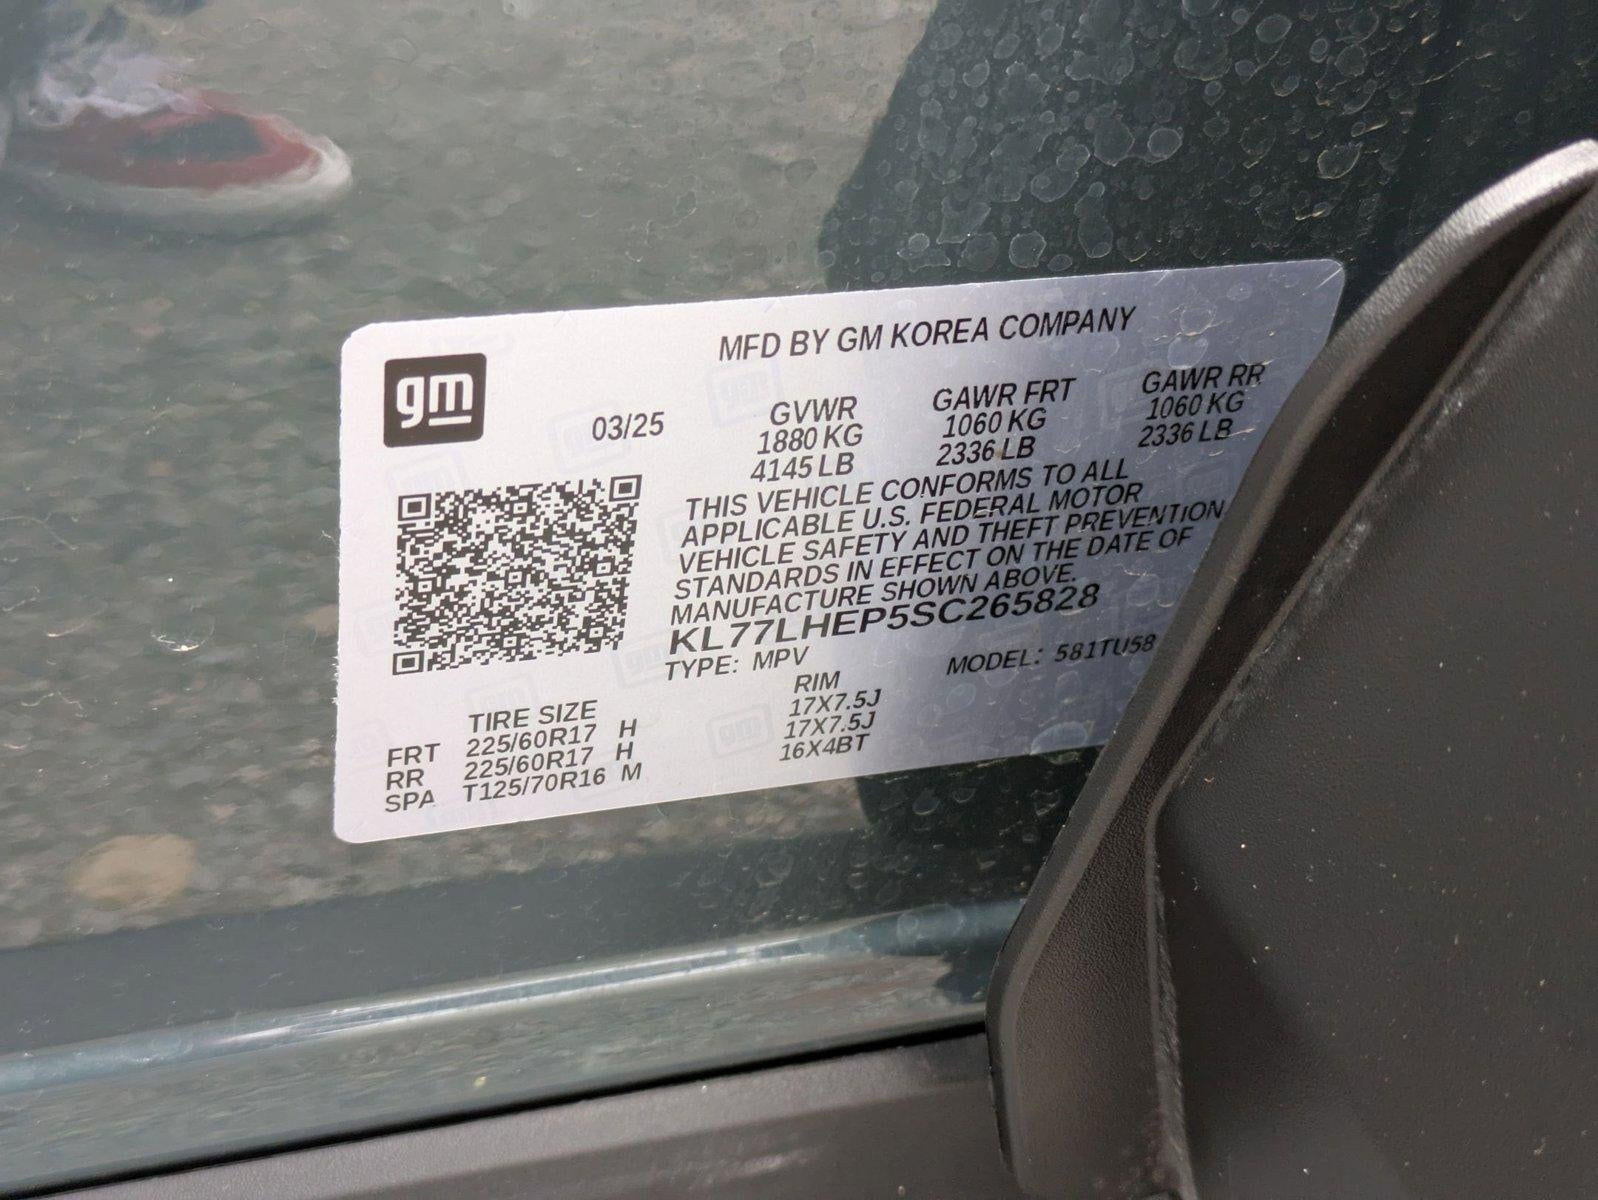 gm
MFD BY GM KOREA COMPANY
03/25
GVWR GAWR FRT GAWR RR
1880 KG 1060 KG 1060 KG
4145 LB 2336 LB 2336 LB
THIS VEHICLE CONFORMS TO ALL
APPLICABLE U.S. FEDERAL MOTOR
VEHICLE SAFETY AND THEFT PREVENTION
STANDARDS IN EFFECT ON THE DATE OF
MANUFACTURE SHOWN ABOVE.
KL77LHEP5SC265828
TYPE: MPV MODEL: 581TU58
TIRE SIZE RIM
FRT 225/60R17 H 17X7.5J
RR 225/60R17 H 17X7.5J
SPA T125/70R16 M 16X4BT